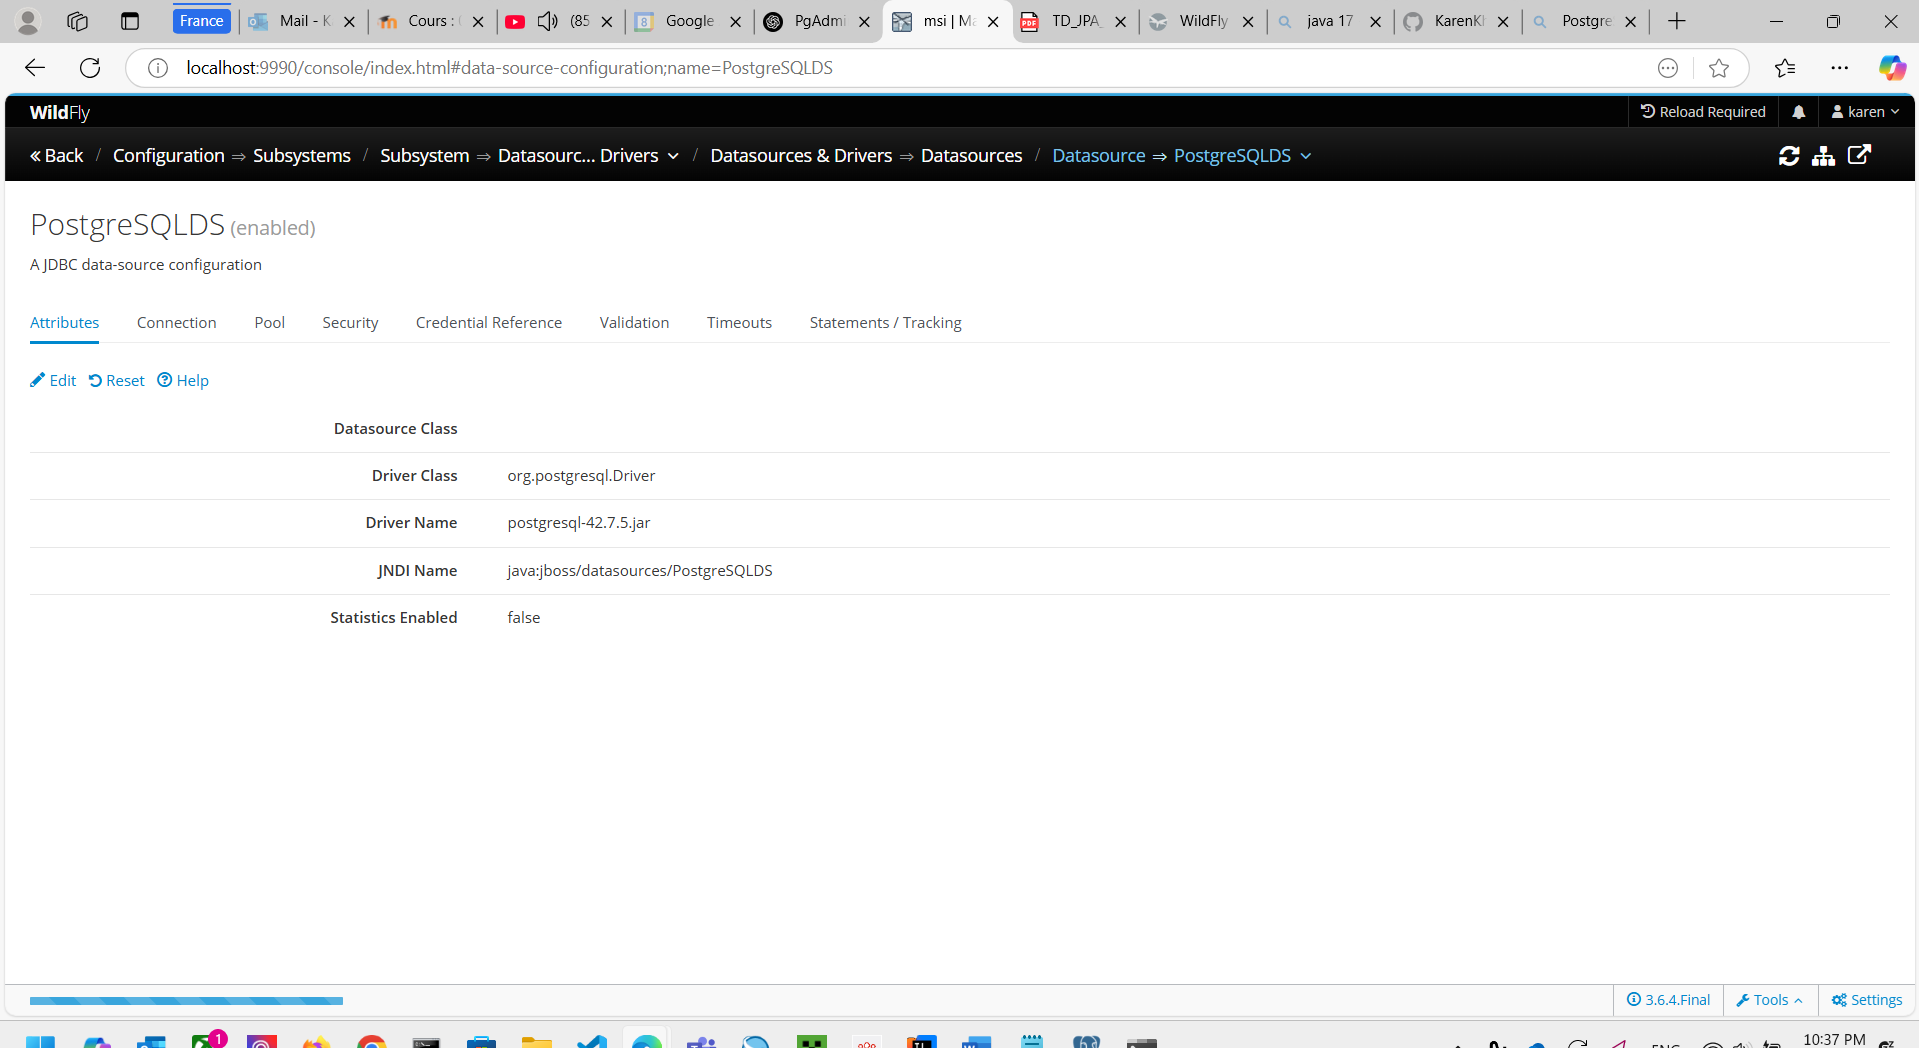 France Mail - K Cours : (85 Google PgAdmi msi | Ma TD_JPA_ WildFly java 17 KarenKh Postgre
localhost:9990/console/index.html#data-source-configuration;name=PostgreSQLDS
WildFly Reload Required karen
« Back / Configuration ⇒ Subsystems / Subsystem ⇒ Datasourc... Drivers / Datasources & Drivers ⇒ Datasources / Datasource ⇒ PostgreSQLDS
PostgreSQLDS (enabled)
A JDBC data-source configuration
Attributes Connection Pool Security Credential Reference Validation Timeouts Statements / Tracking
Edit Reset Help
Datasource Class
Driver Class org.postgresql.Driver
Driver Name postgresql-42.7.5.jar
JNDI Name java:jboss/datasources/PostgreSQLDS
Statistics Enabled false
3.6.4.Final Tools Settings
1 10:37 PM